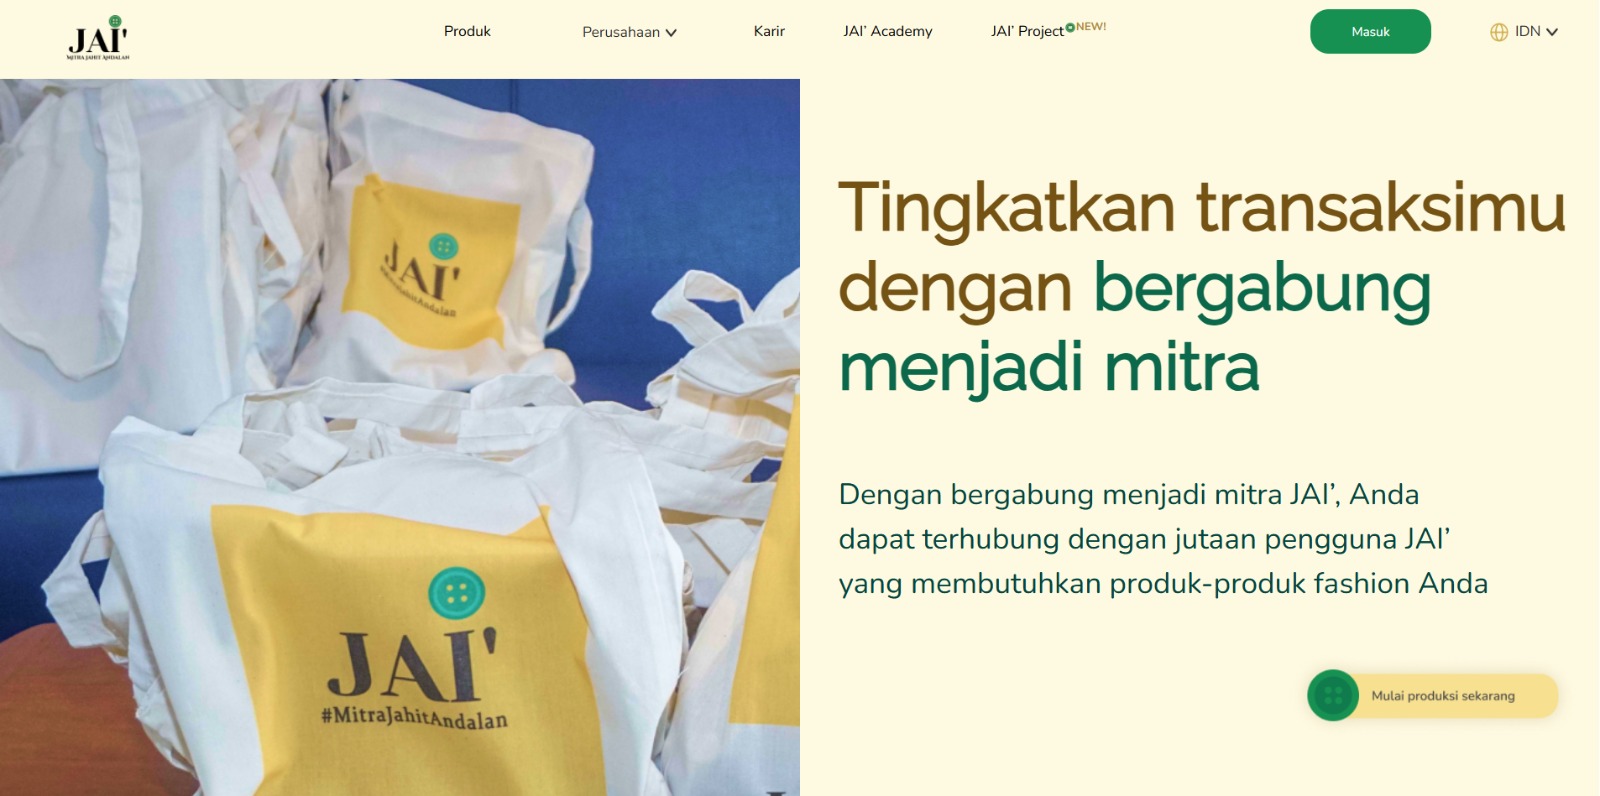 JAI'
MITRA JAHIT ANDALAN
Produk
Perusahaan
Karir
JAI’ Academy
JAI’ Project NEW!
Masuk
IDN
JAI'
#MitraJahitAndalan
JAI'
#MitraJahitAndalan
Tingkatkan transaksimu
dengan bergabung
menjadi mitra
Dengan bergabung menjadi mitra JAI’, Anda
dapat terhubung dengan jutaan pengguna JAI’
yang membutuhkan produk-produk fashion Anda
Mulai produksi sekarang